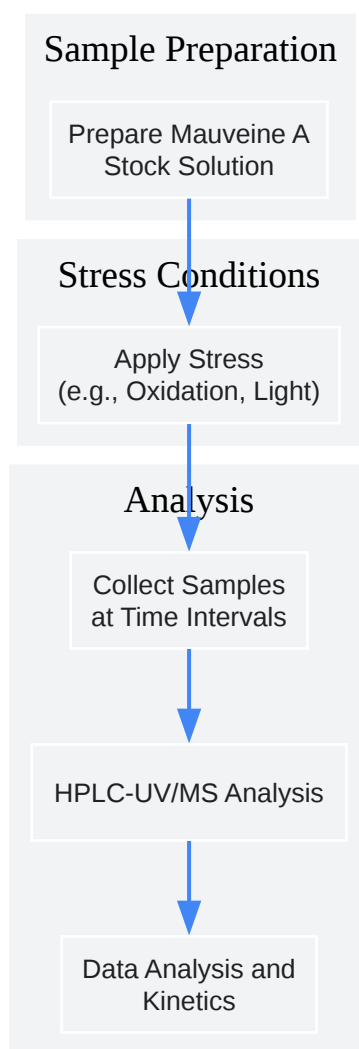 Sample Preparation
Prepare Mauveine A
Stock Solution
Stress Conditions
Apply Stress
(e.g., Oxidation, Light)
Analysis
Collect Samples
at Time Intervals
HPLC-UV/MS Analysis
Data Analysis and
Kinetics